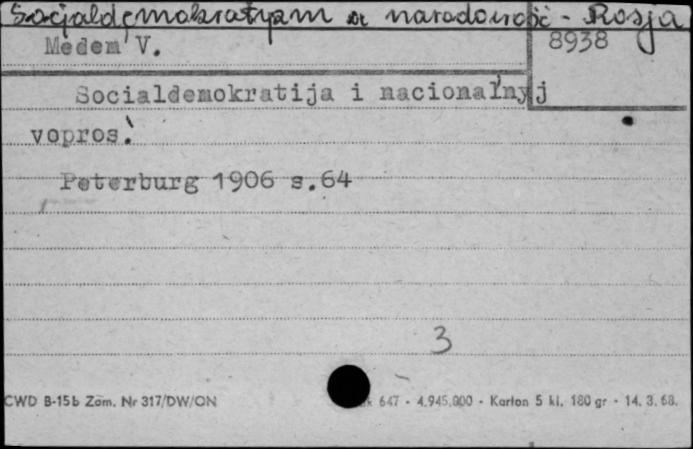 Socjaldemokratyzm a narodowość - Rosja
Medem V. 8938
Socialdemokratija i nacionalnyj
vopros.
Peterburg 1906 s.64
3
CWD B-15b Zam. Nr 317/DW/ON 647 - 4.945.000 - Karton 5 kl. 180 gr - 14. 3. 68.